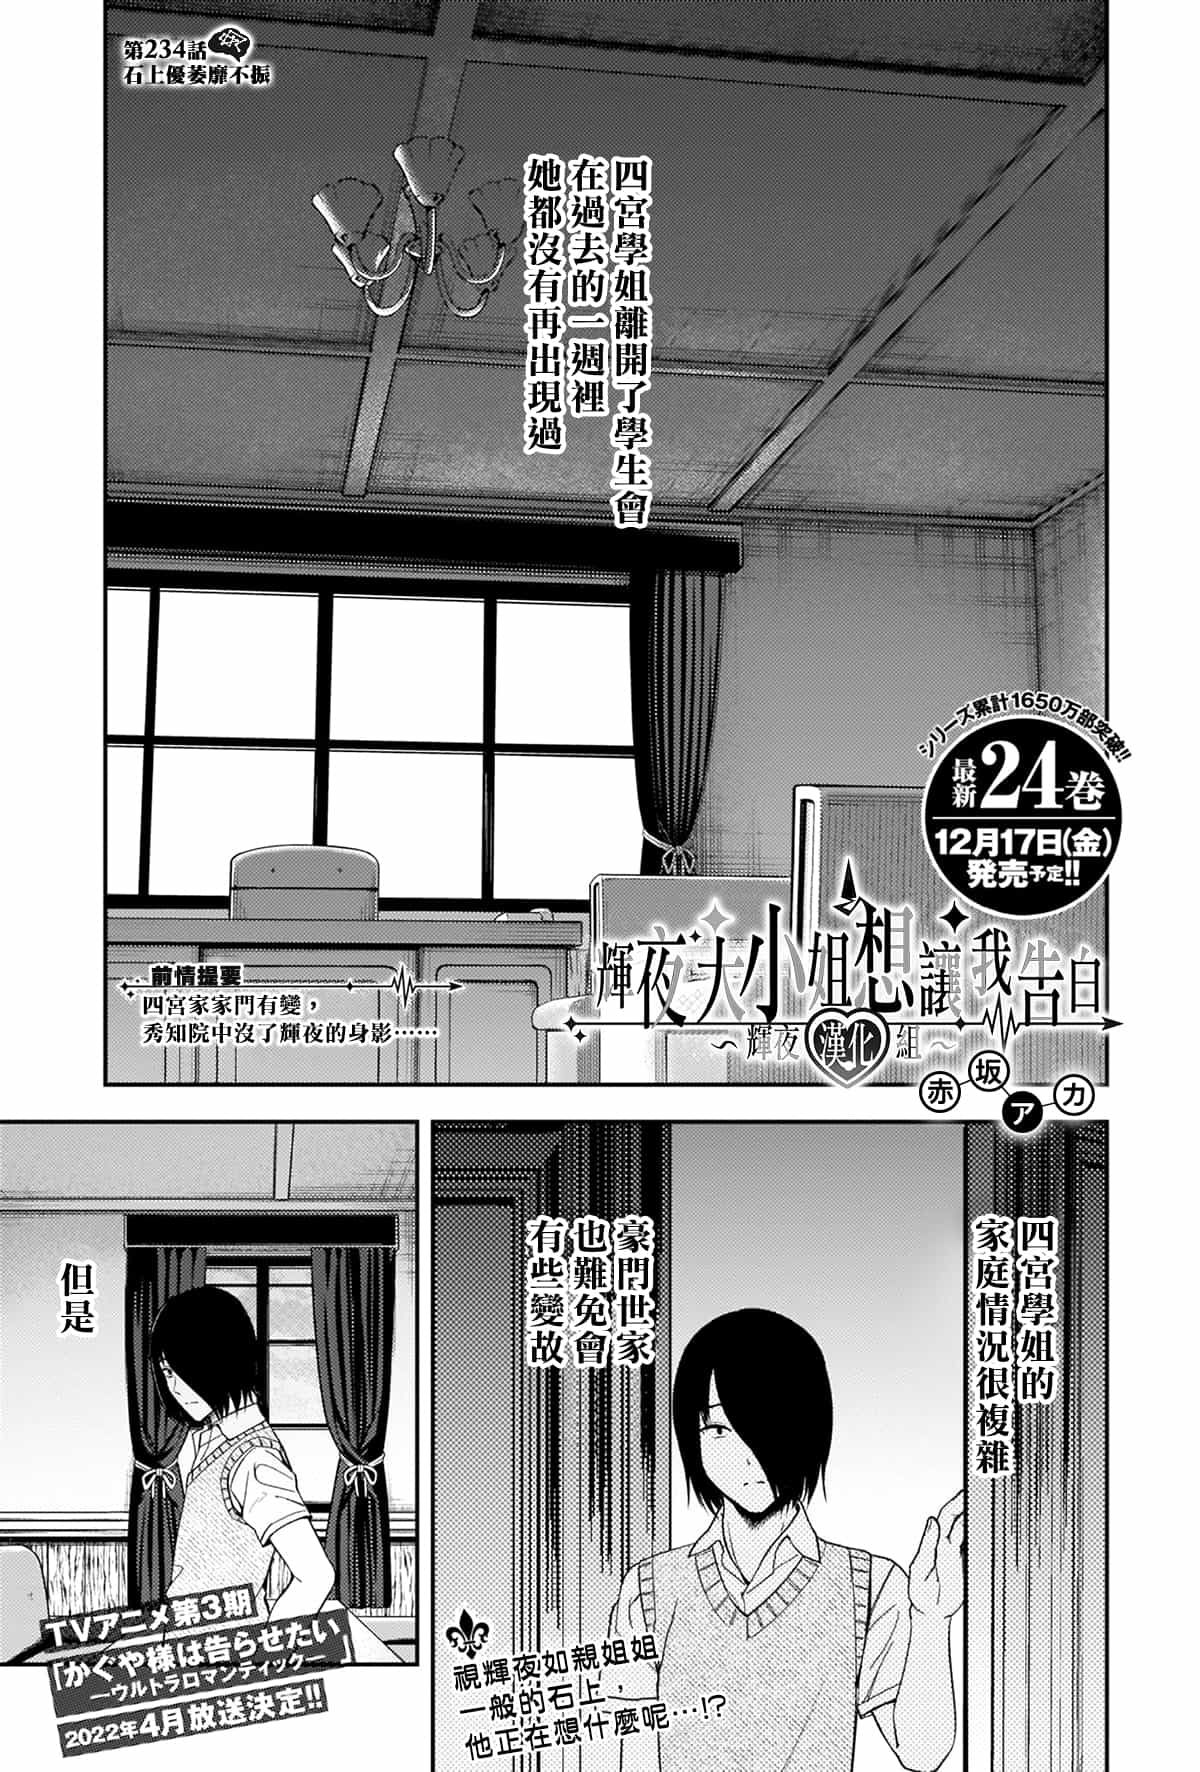 第234話
石上優萎靡不振
四宮學姐離開了學生會
在過去的一週裡
她都沒有再出現過
シリーズ累計1650万部突破!!
最新24巻
12月17日(金)
発売予定!!
輝夜大小姐想讓我告白
～輝夜漢化組～
赤坂アカ
前情提要
四宮家家門有變，
秀知院中沒了輝夜的身影……
四宮學姐的
家庭情況很複雜
豪門世家
也難免會
有些變故
視輝夜如親姐姐
一般的石上，
他正在想什麼呢…!?
但是
TVアニメ第3期
「かぐや様は告らせたい
―ウルトラロマンティック―」
2022年4月放送決定!!